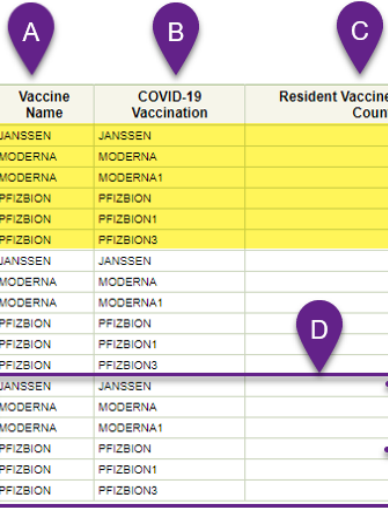 A B C
Vaccine Name COVID-19 Vaccination Resident Vaccine Coun
JANSSEN JANSSEN
MODERNA MODERNA
MODERNA MODERNA1
PFIZBION PFIZBION
PFIZBION PFIZBION1
PFIZBION PFIZBION3
JANSSEN JANSSEN
MODERNA MODERNA
MODERNA MODERNA1
PFIZBION PFIZBION
D
PFIZBION PFIZBION1
PFIZBION PFIZBION3
JANSSEN JANSSEN
MODERNA MODERNA
MODERNA MODERNA1
PFIZBION PFIZBION
PFIZBION PFIZBION1
PFIZBION PFIZBION3